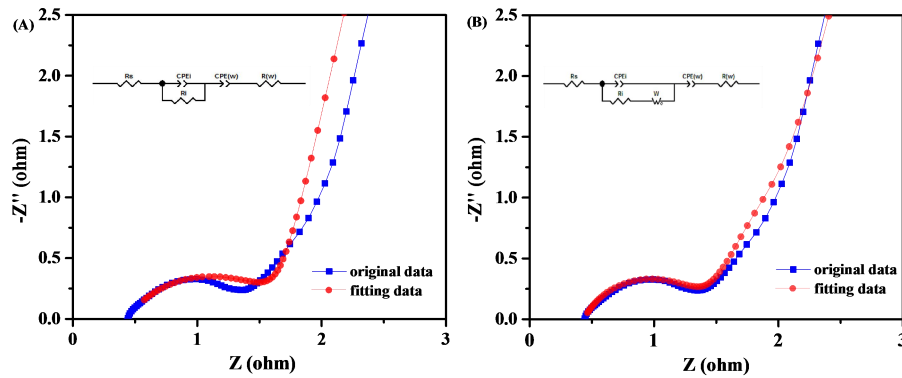 (A)
2.5
2.0
1.5
1.0
0.5
0.0
-Z'' (ohm)
Rs CPEi CPE(w) R(w)
Ri
original data
fitting data
0 1 2 3
Z (ohm)
(B)
2.5
2.0
1.5
1.0
0.5
0.0
-Z'' (ohm)
Rs CPEi CPE(w) R(w)
Ri W
original data
fitting data
0 1 2 3
Z (ohm)